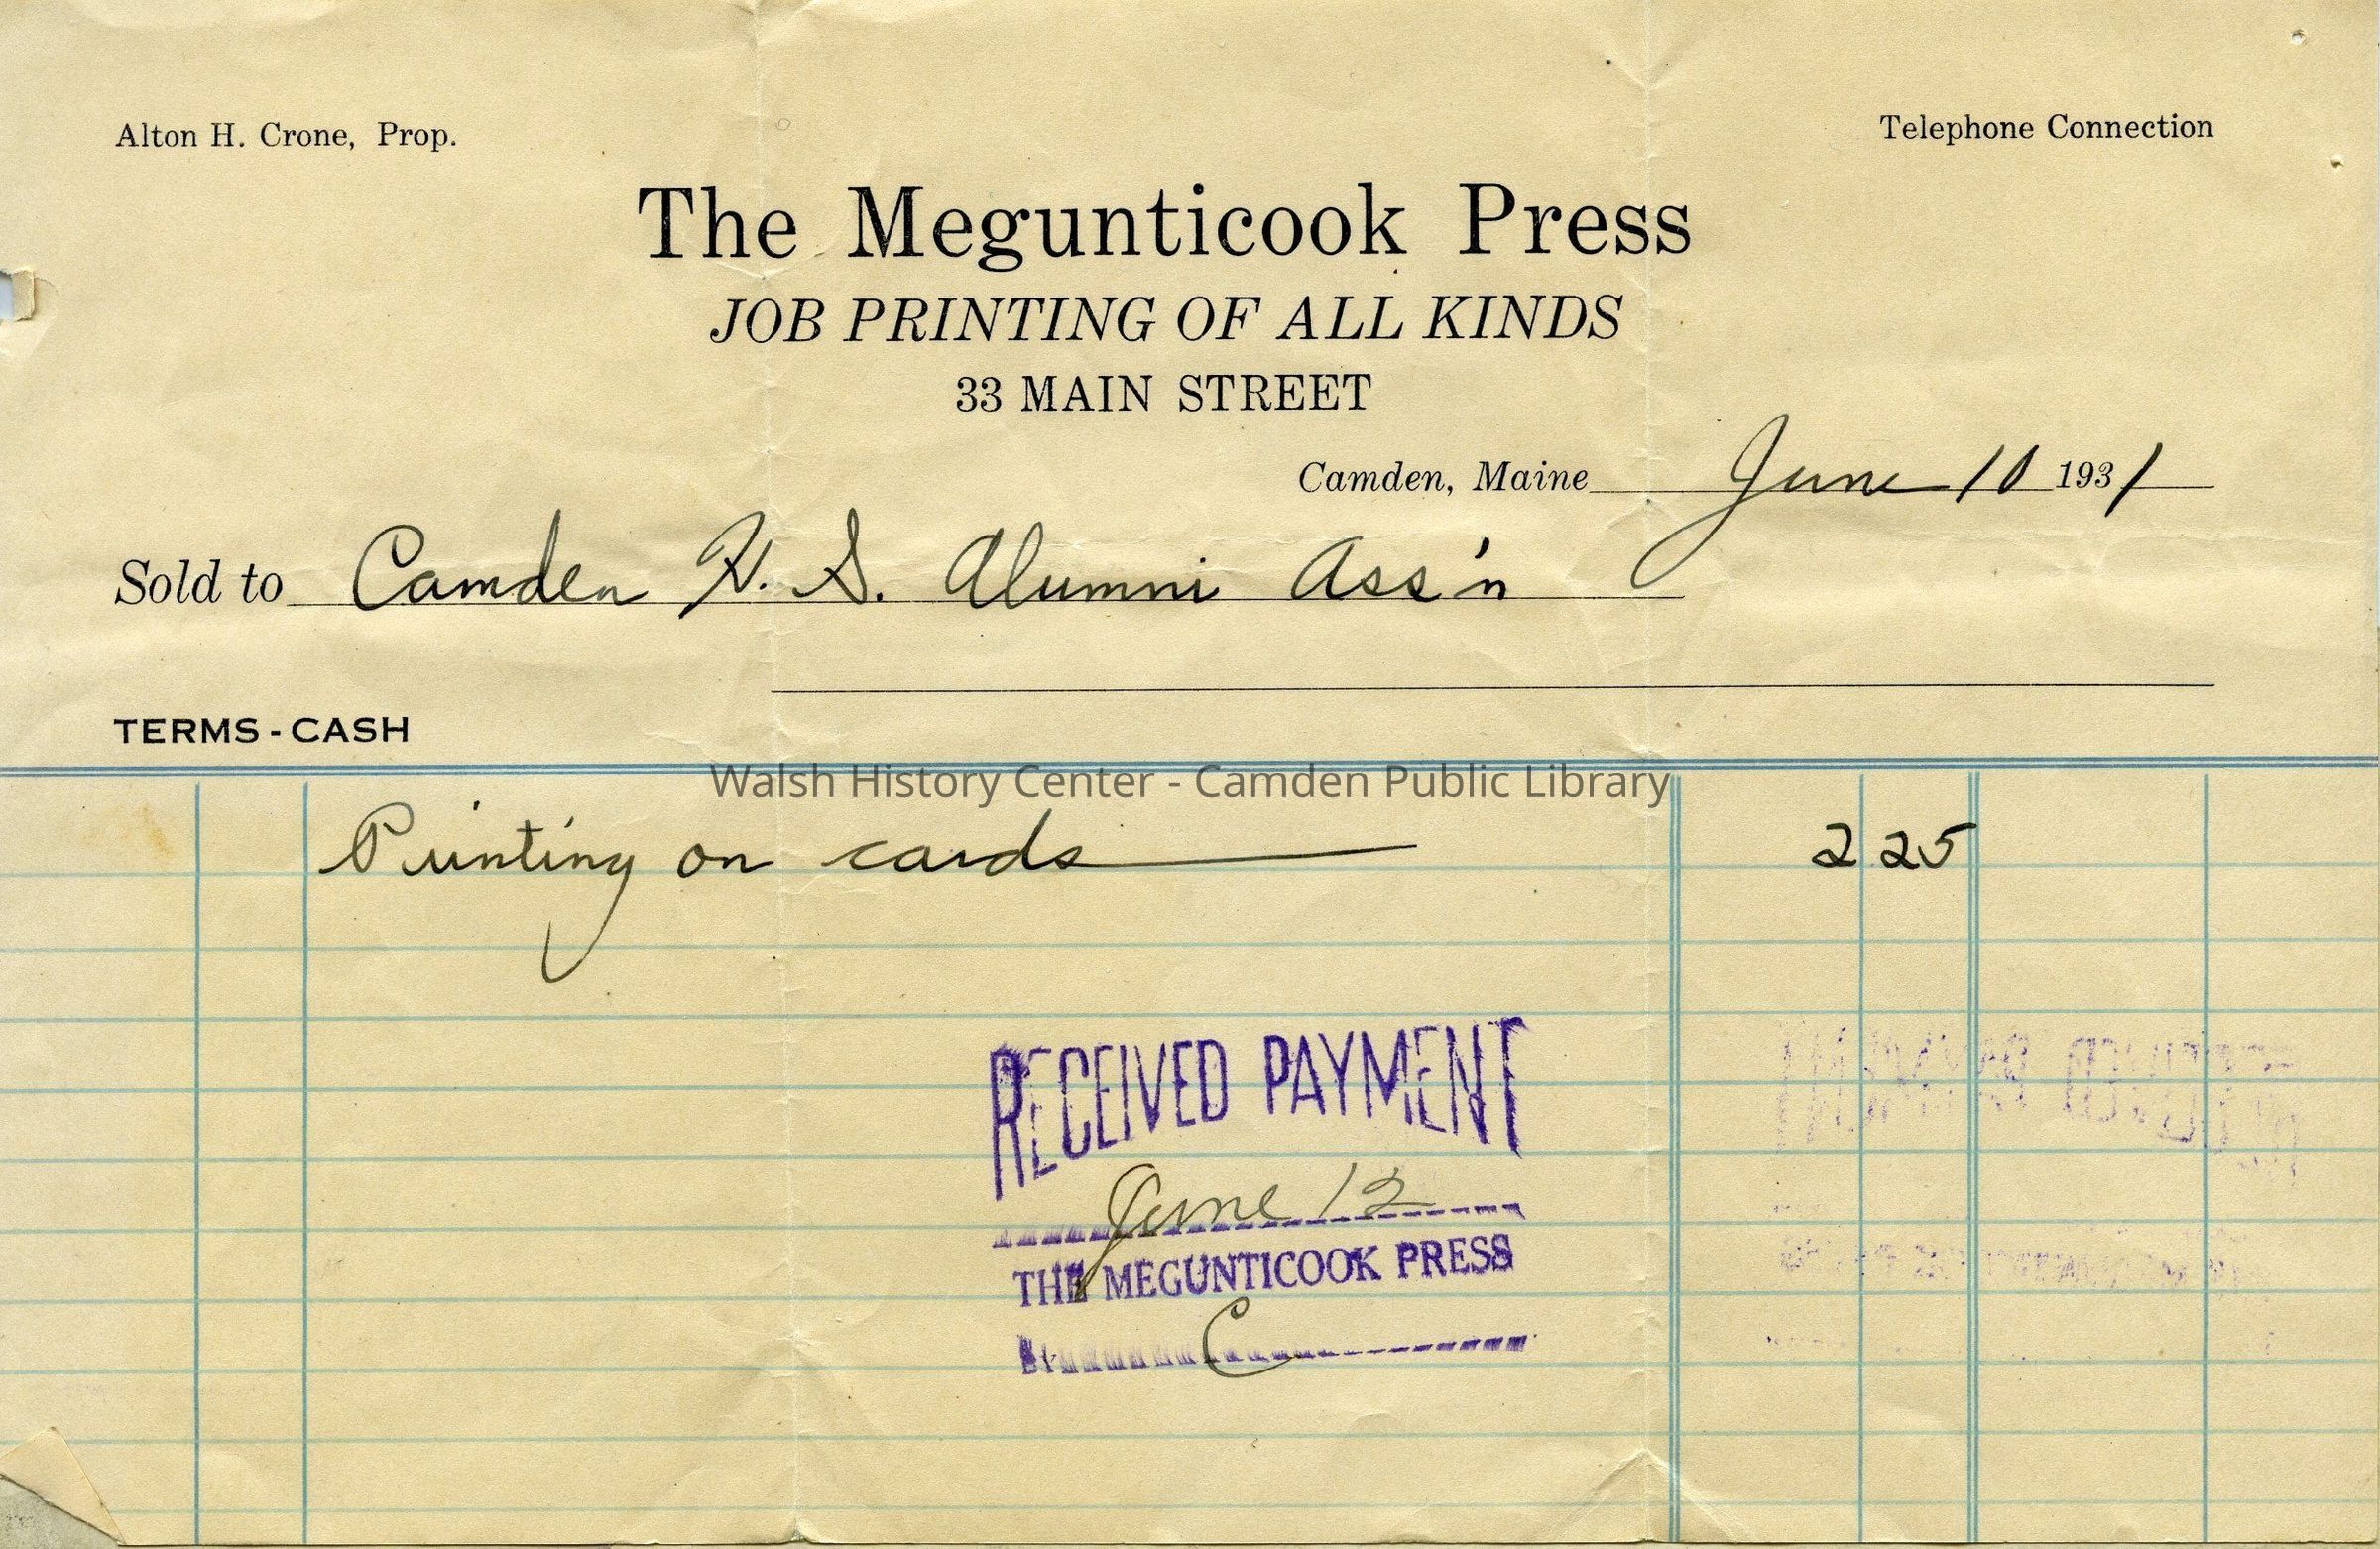 Alton H. Crone, Prop.
Telephone Connection
The Megunticook Press
JOB PRINTING OF ALL KINDS
33 MAIN STREET
Camden, Maine June 10 1931
Sold to Camden H. S. Alumni Ass'n
TERMS - CASH
Walsh History Center - Camden Public Library
Printing on cards 2 25
RECEIVED PAYMENT
June 12
THE MEGUNTICOOK PRESS
BY C